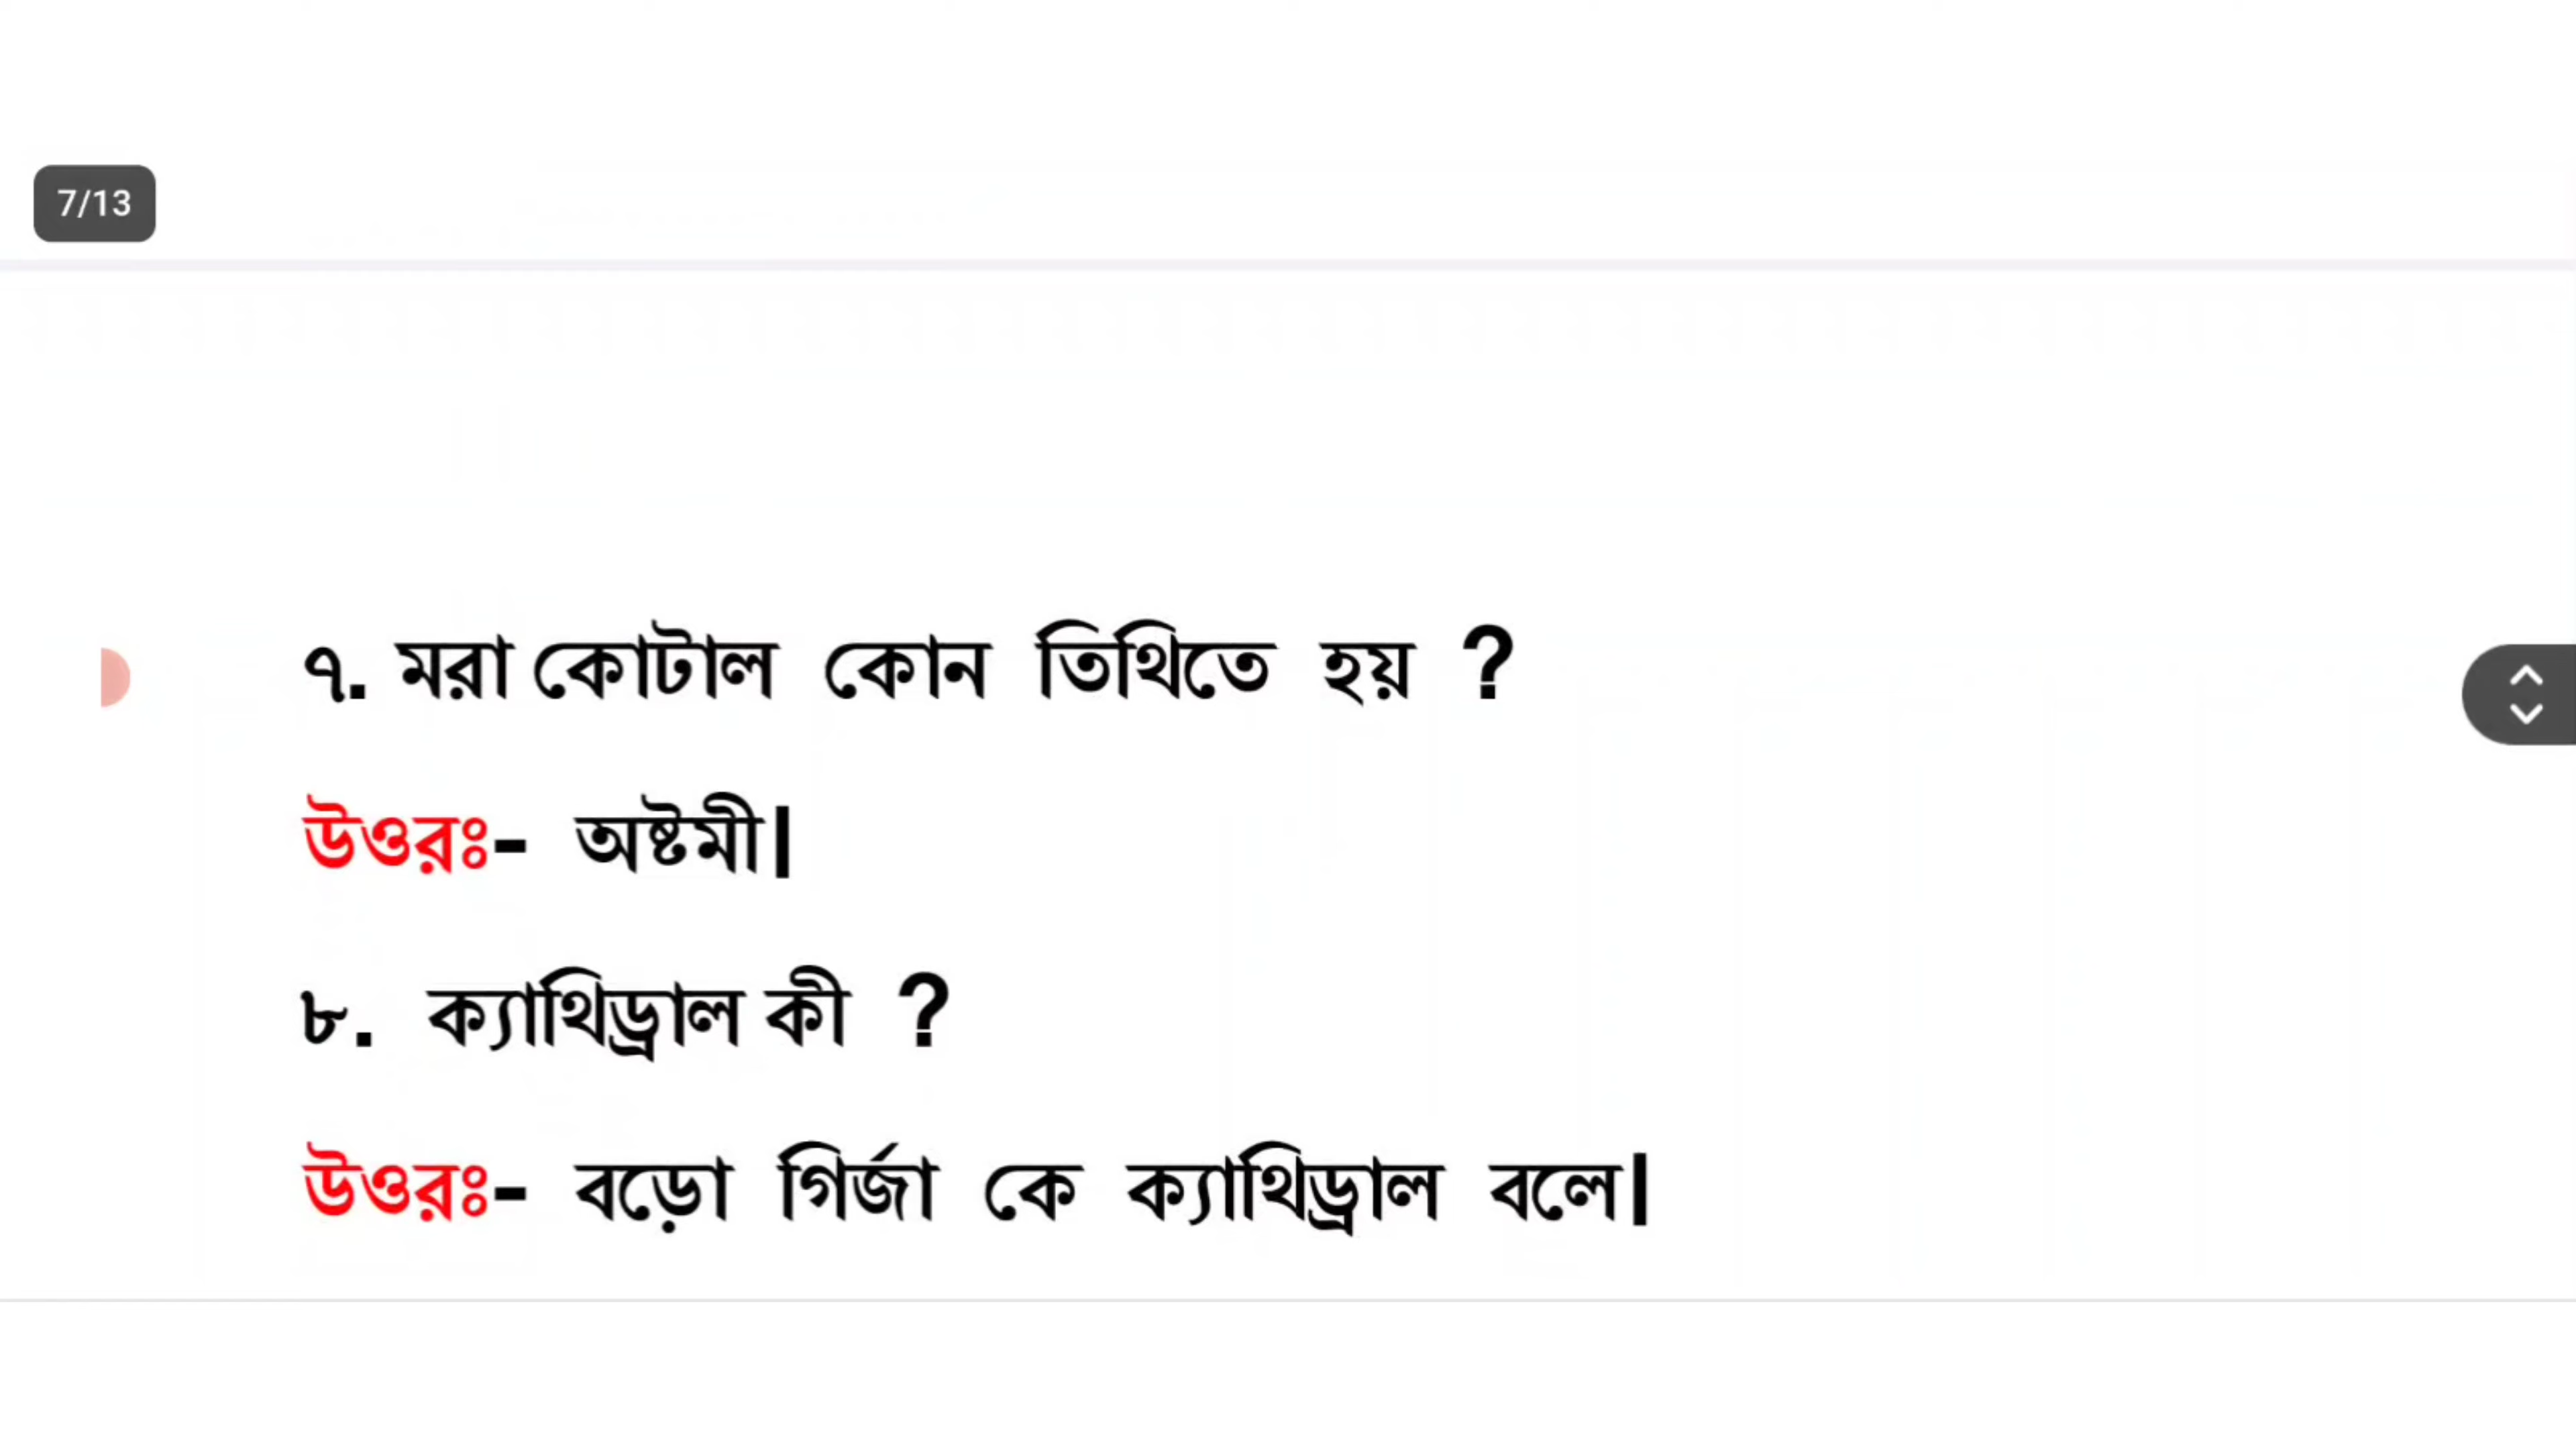 7/13
৭. মরা কোটাল কোন তিথিতে হয় ?
উওরঃ- অষ্টমী।
৮. ক্যাথিড্রাল কী ?
উওরঃ- বড়ো গির্জা কে ক্যাথিড্রাল বলে।